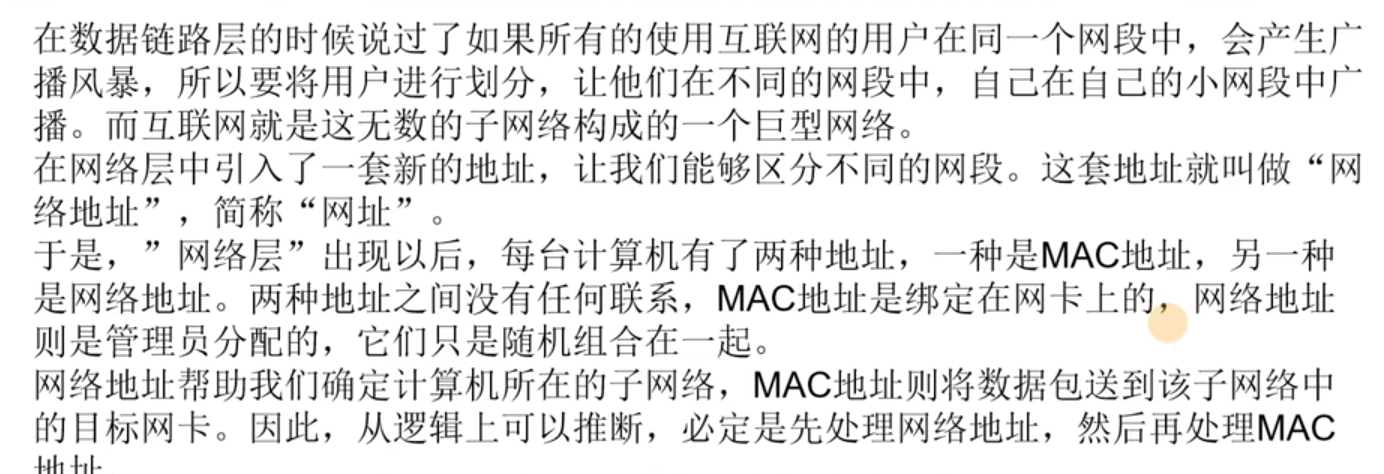 在数据链路层的时候说过了如果所有的使用互联网的用户在同一个网段中，会产生广
播风暴，所以要将用户进行划分，让他们在不同的网段中，自己在自己的小网段中广
播。而互联网就是这无数的子网络构成的一个巨型网络。
在网络层中引入了一套新的地址，让我们能够区分不同的网段。这套地址就叫做“网
络地址”，简称“网址”。
于是，”网络层”出现以后，每台计算机有了两种地址，一种是MAC地址，另一种
是网络地址。两种地址之间没有任何联系，MAC地址是绑定在网卡上的，网络地址
则是管理员分配的，它们只是随机组合在一起。
网络地址帮助我们确定计算机所在的子网络，MAC地址则将数据包送到该子网络中
的目标网卡。因此，从逻辑上可以推断，必定是先处理网络地址，然后再处理MAC
地址